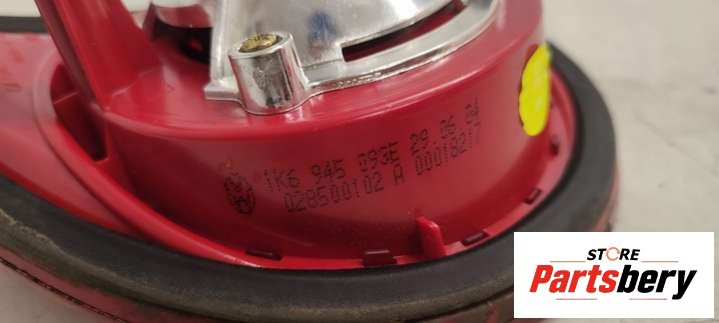 1K6 945 093E 29 06 04
028500102 A 00018217
STORE
Partsbery